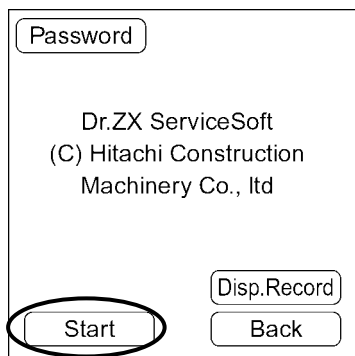 Password
Dr.ZX ServiceSoft
(C) Hitachi Construction
Machinery Co., ltd
Disp.Record
Start
Back